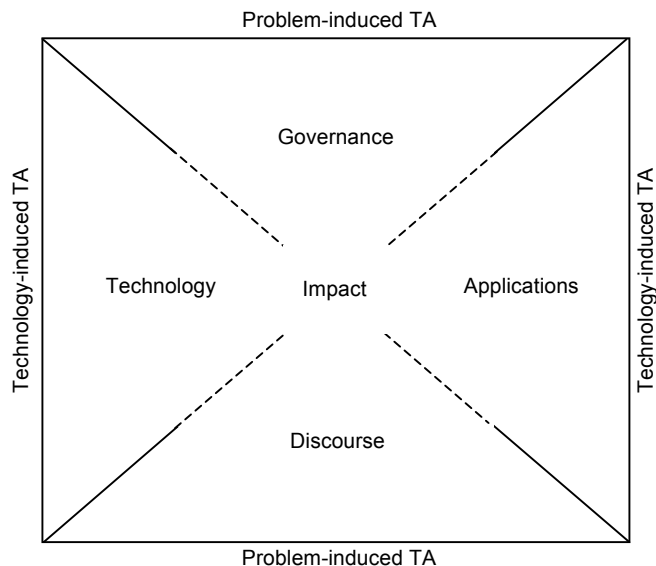 Problem-induced TA
Governance
Technology-induced TA
Technology
Impact
Applications
Technology-induced TA
Discourse
Problem-induced TA